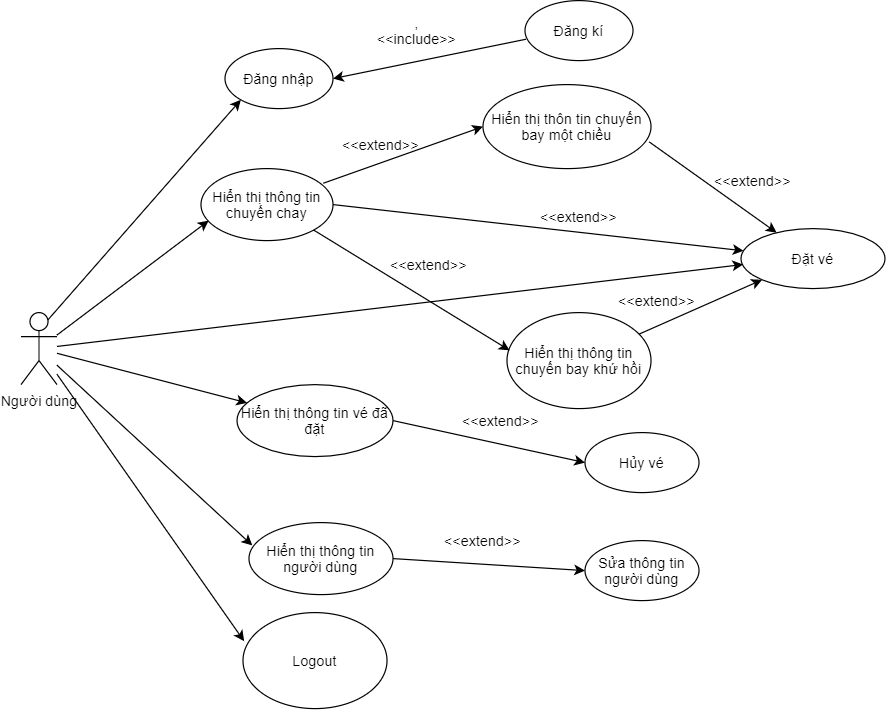 ,
<<include>>
Đăng kí
Đăng nhập
Hiển thị thôn tin chuyến
bay một chiều
<<extend>>
<<extend>>
Hiển thị thông tin
chuyến chay
<<extend>>
Đặt vé
<<extend>>
<<extend>>
Hiển thị thông tin
chuyến bay khứ hồi
Người dùng
Hiển thị thông tin vé đã
đặt
<<extend>>
Hủy vé
Hiển thị thông tin
người dùng
<<extend>>
Sửa thông tin
người dùng
Logout